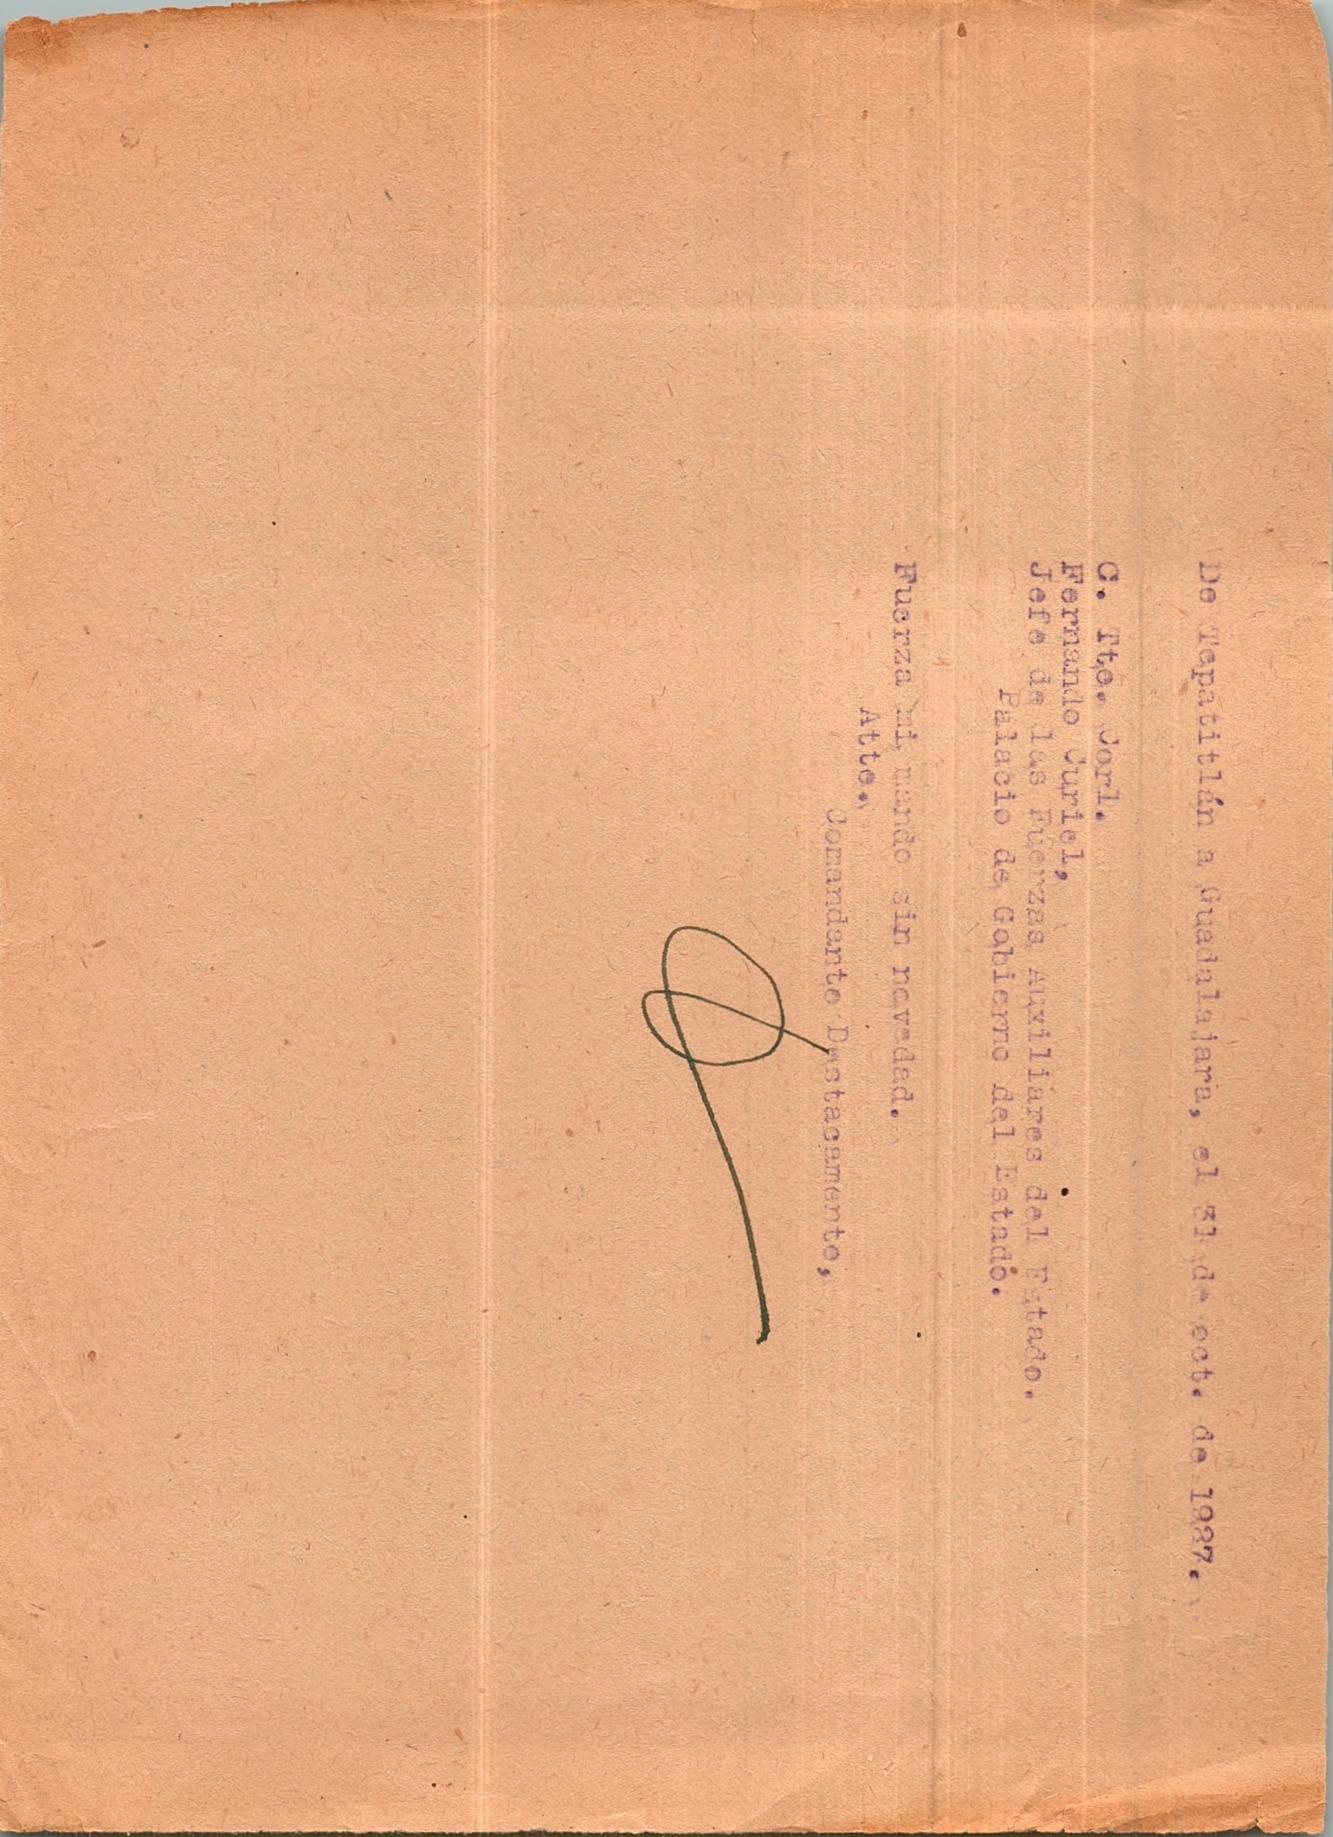 De Tepatitlán a Guadalajara, el 31 de oct. de 1927.
C. Tte. Corl.
Fernando Curiel,
Jefe de las Fuerzas Auxiliares del Estado.
Palacio de Gobierno del Estado.
Fuerza mi mando sin novedad.
Atte.
Comandante Destacamento,